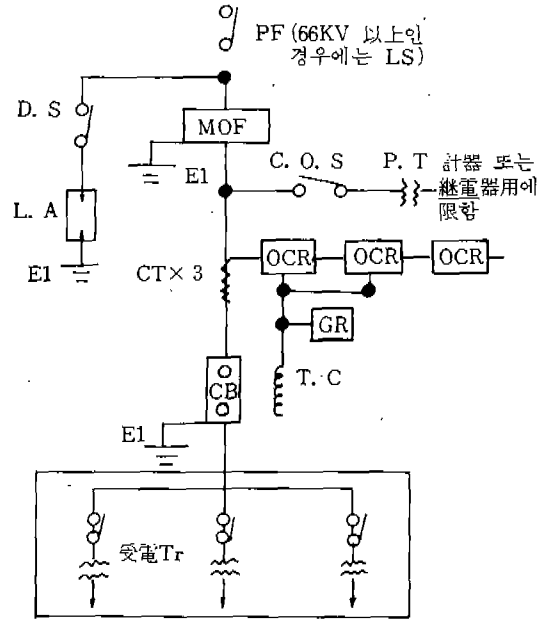 PF (66KV 以上인
경우에는 LS)
D. S
MOF
E1
C. O. S
P. T
計器 또는
継電器用에
限함
L. A
E1
CT×3
OCR
OCR
OCR
GR
T. C
CB
E1
受電Tr